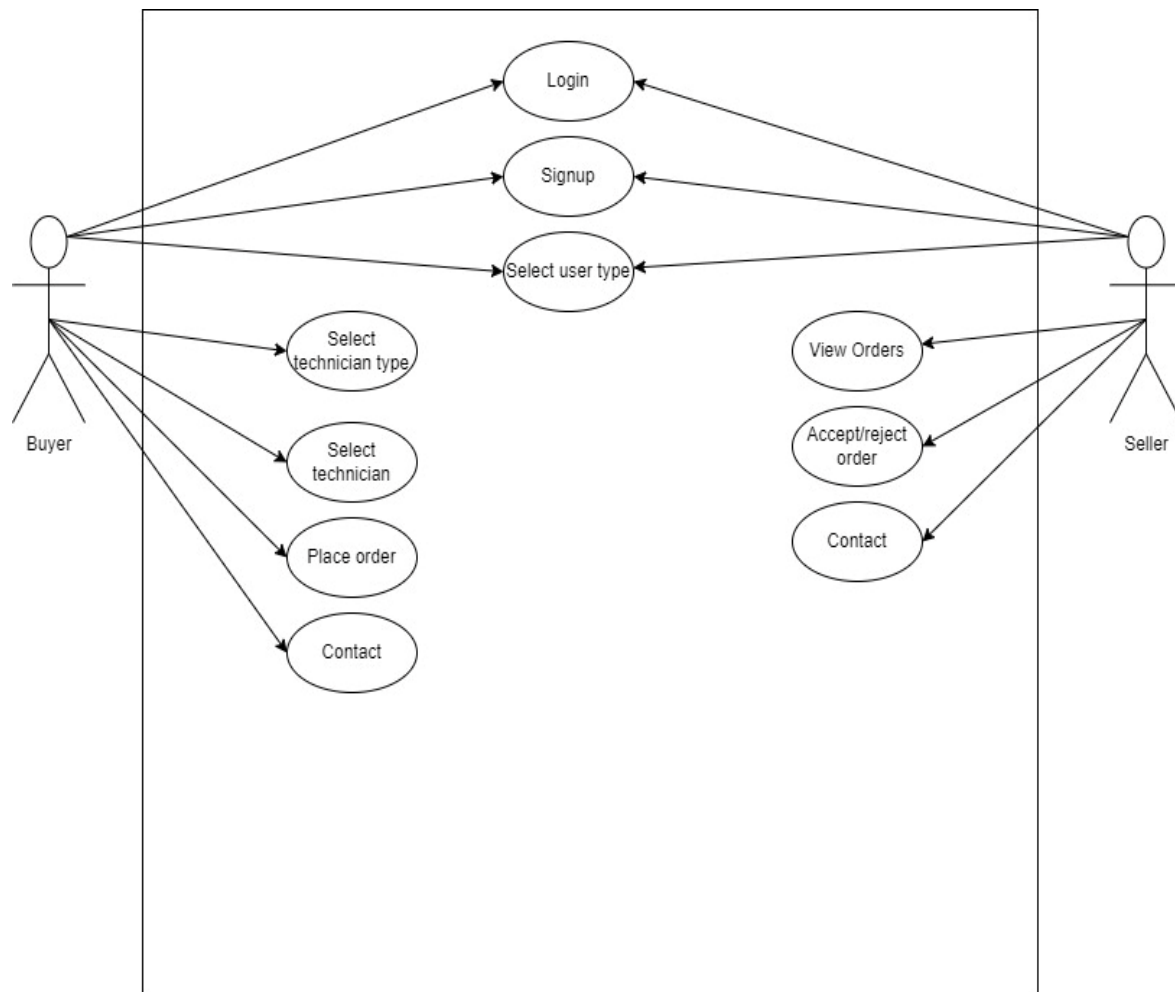 Login
Signup
Select user type
Select
technician type
View Orders
Buyer
Seller
Select
technician
Accept/reject
order
Place order
Contact
Contact